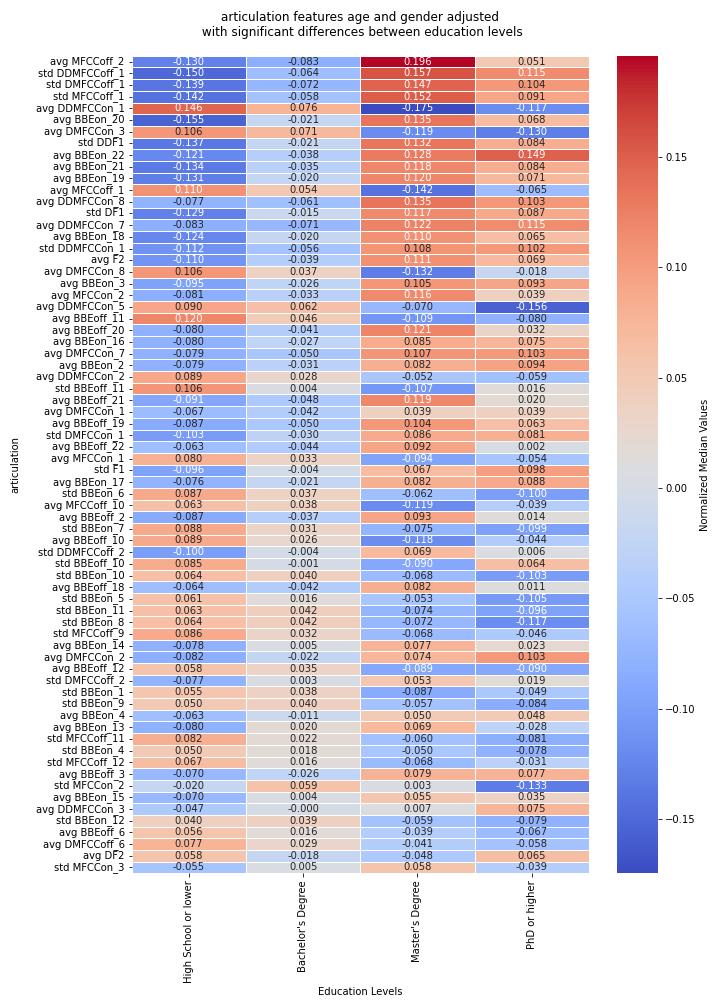 articulation features age and gender adjusted
with significant differences between education levels
avg MFCCoff_2 -0.130 -0.083 0.196 0.051
std DDMFCCoff_1 -0.150 -0.064 0.157 0.115
std DMFCCoff_1 -0.139 -0.072 0.147 0.104
std MFCCoff_1 -0.142 -0.058 0.152 0.091
avg DDMFCCon_1 0.146 0.076 -0.175 -0.117
avg BBEon_20 -0.155 -0.021 0.135 0.068
avg DMFCCon_3 0.106 0.071 -0.119 -0.130
std DDF1 -0.137 -0.021 0.132 0.084
avg BBEon_22 -0.121 -0.038 0.128 0.149
avg BBEon_21 -0.134 -0.035 0.118 0.084
avg BBEon_19 -0.131 -0.020 0.120 0.071
avg MFCCoff_1 0.110 0.054 -0.142 -0.065
avg DDMFCCon_8 -0.077 -0.061 0.135 0.103
std DF1 -0.129 -0.015 0.117 0.087
avg DDMFCCon_7 -0.083 -0.071 0.122 0.115
avg BBEon_18 -0.124 -0.020 0.110 0.065
std DDMFCCon_1 -0.112 -0.056 0.108 0.102
avg F2 -0.110 -0.039 0.111 0.069
avg DMFCCon_8 0.106 0.037 -0.132 -0.018
avg BBEon_3 -0.095 -0.026 0.105 0.093
avg MFCCon_2 -0.081 -0.033 0.116 0.039
avg DDMFCCon_5 0.090 0.062 -0.070 -0.156
avg BBEoff_11 0.120 0.046 -0.109 -0.080
avg BBEoff_20 -0.080 -0.041 0.121 0.032
avg BBEon_16 -0.080 -0.027 0.085 0.075
avg DMFCCon_7 -0.079 -0.050 0.107 0.103
avg BBEon_2 -0.079 -0.031 0.082 0.094
avg DDMFCCon_2 0.089 0.028 -0.052 -0.059
std BBEoff_11 0.106 0.004 -0.107 0.016
avg BBEoff_21 -0.091 -0.048 0.119 0.020
avg DMFCCon_1 -0.067 -0.042 0.039 0.039
avg BBEoff_19 -0.087 -0.050 0.104 0.063
std DMFCCon_1 -0.103 -0.030 0.086 0.081
avg BBEoff_22 -0.063 -0.044 0.092 0.002
avg MFCCon_1 0.080 0.033 -0.094 -0.054
std F1 -0.096 -0.004 0.067 0.098
avg BBEon_17 -0.076 -0.021 0.082 0.088
std BBEon_6 0.087 0.037 -0.062 -0.100
avg MFCCoff_10 0.063 0.038 -0.119 -0.039
avg BBEoff_2 -0.087 -0.037 0.093 0.014
std BBEon_7 0.088 0.031 -0.075 -0.099
avg BBEoff_10 0.089 0.026 -0.118 -0.044
std DDMFCCoff_2 -0.100 -0.004 0.069 0.006
std BBEoff_10 0.085 -0.001 -0.090 0.064
std BBEon_10 0.064 0.040 -0.068 -0.103
avg BBEoff_18 -0.064 -0.042 0.082 0.011
std BBEon_5 0.061 0.016 -0.053 -0.105
std BBEon_11 0.063 0.042 -0.074 -0.096
std BBEon_8 0.064 0.042 -0.072 -0.117
std MFCCoff_9 0.086 0.032 -0.068 -0.046
avg BBEon_14 -0.078 0.005 0.077 0.023
avg DMFCCon_2 -0.082 -0.022 0.074 0.103
avg BBEoff_12 0.058 0.035 -0.089 -0.090
std DMFCCoff_2 -0.077 0.003 0.053 0.019
std BBEon_1 0.055 0.038 -0.087 -0.049
std BBEon_9 0.050 0.040 -0.057 -0.084
avg BBEon_4 -0.063 -0.011 0.050 0.048
avg BBEon_13 -0.080 0.020 0.069 -0.028
std MFCCoff_11 0.082 0.022 -0.060 -0.081
std BBEon_4 0.050 0.018 -0.050 -0.078
std MFCCoff_12 0.067 0.016 -0.068 -0.031
avg BBEoff_3 -0.070 -0.026 0.079 0.077
std MFCCon_2 -0.020 0.059 0.003 -0.133
avg BBEon_15 -0.070 0.004 0.055 0.035
avg DDMFCCon_3 -0.047 -0.000 0.007 0.075
std BBEon_12 0.040 0.039 -0.059 -0.079
avg BBEoff_6 0.056 0.016 -0.039 -0.067
avg DMFCCoff_6 0.077 0.029 -0.041 -0.058
avg DF2 0.058 -0.018 -0.048 0.065
std MFCCon_3 -0.055 0.005 0.058 -0.039
articulation
High School or lower
Bachelor's Degree
Master's Degree
PhD or higher
Education Levels
0.15
0.10
0.05
0.00
-0.05
-0.10
-0.15
Normalized Median Values